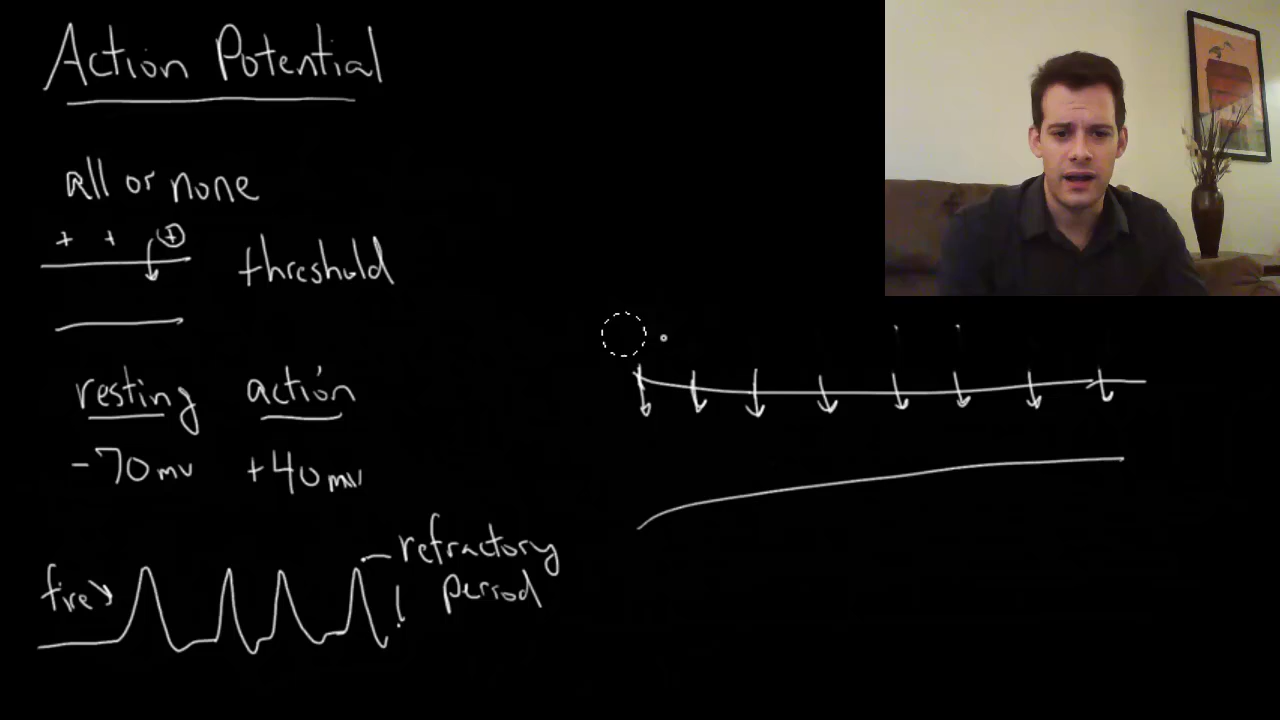 Action Potential
all or none
+ + +
threshold
resting action
-70mv +40mv
fire
refractory
period